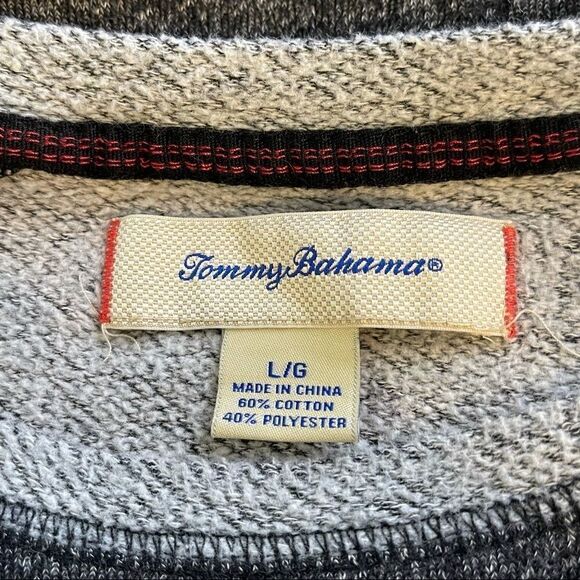 Tommy Bahama®
L/G
MADE IN CHINA
60% COTTON
40% POLYESTER